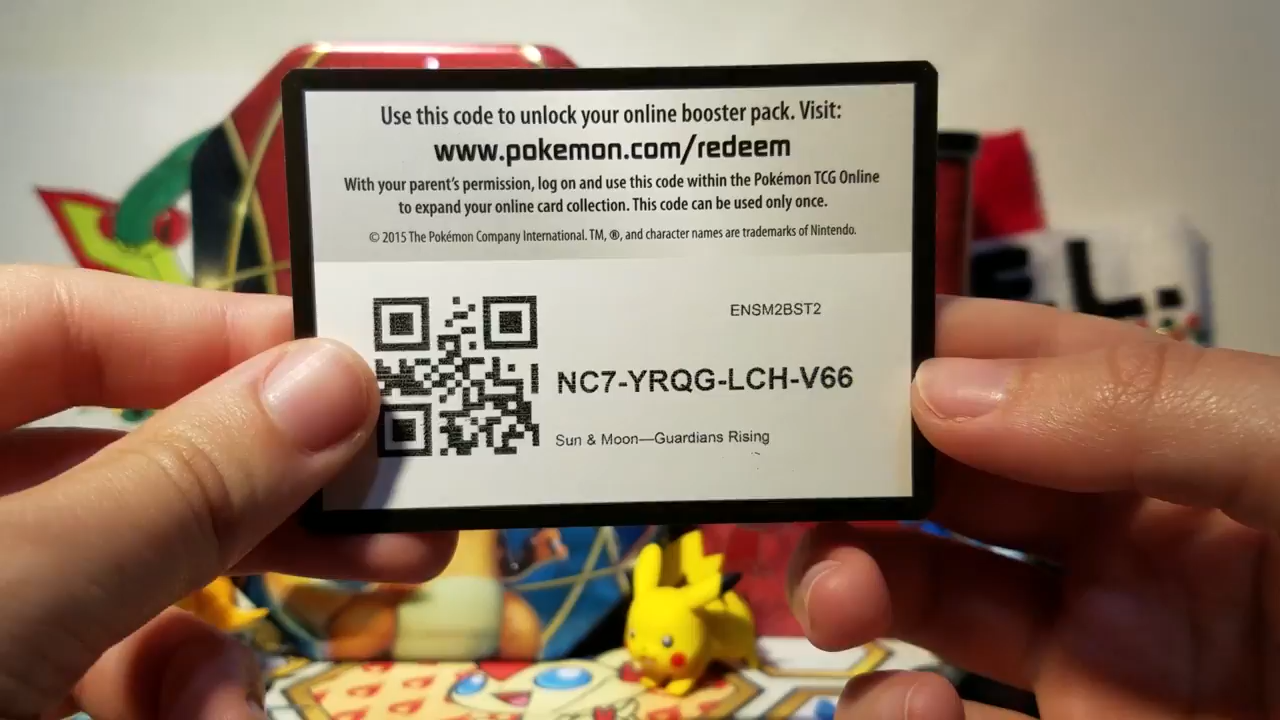 Use this code to unlock your online booster pack. Visit:
www.pokemon.com/redeem
With your parent's permission, log on and use this code within the Pokémon TCG Online
to expand your online card collection. This code can be used only once.
© 2015 The Pokémon Company International. TM, ®, and character names are trademarks of Nintendo.
ENSM2BST2
NC7-YRQG-LCH-V66
Sun & Moon—Guardians Rising